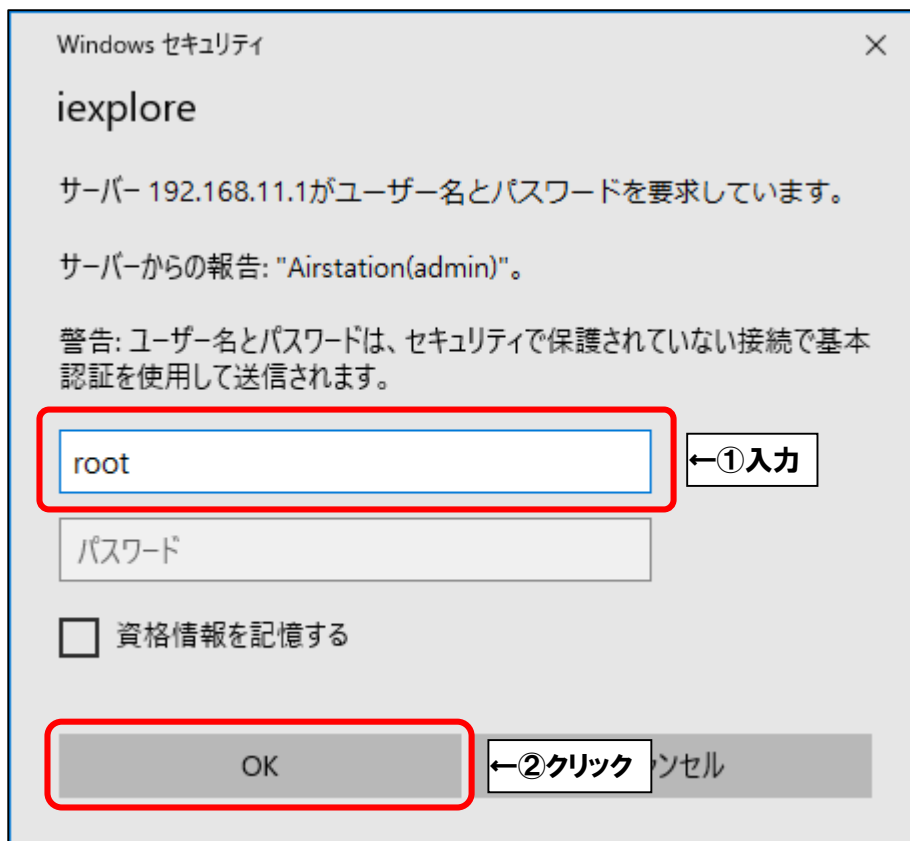 Windows セキュリティ
iexplore
サーバー 192.168.11.1がユーザー名とパスワードを要求しています。
サーバーからの報告: "Airstation(admin)"。
警告: ユーザー名とパスワードは、セキュリティで保護されていない接続で基本
認証を使用して送信されます。
root
←①入力
パスワード
資格情報を記憶する
OK
←②クリック
ンセル